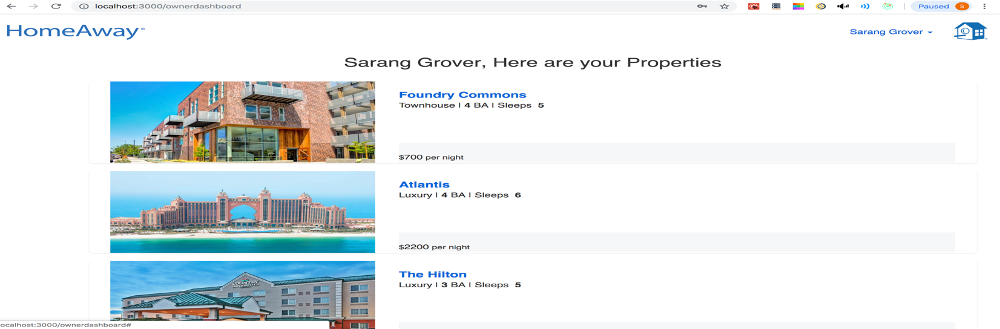 localhost:3000/ownerdashboard
Paused S
HomeAway®
Sarang Grover
Sarang Grover, Here are your Properties
Foundry Commons
Townhouse | 4 BA | Sleeps 5
$700 per night
Atlantis
Luxury | 4 BA | Sleeps 6
$2200 per night
The Hilton
Luxury | 3 BA | Sleeps 5
COUNTRY
INN & SUITES
ocalhost:3000/ownerdashboard#